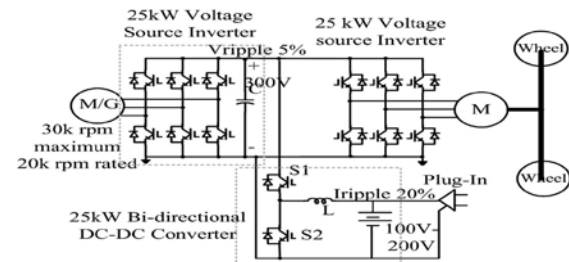 25kW Voltage
Source Inverter
25 kW Voltage
source Inverter
Vripple 5%
+
300V
C
-
M/G
30k rpm
maximum
20k rpm rated
M
Wheel
Wheel
S1
Iripple 20%
Plug-In
L
25kW Bi-directional
DC-DC Converter
S2
100V-
200V